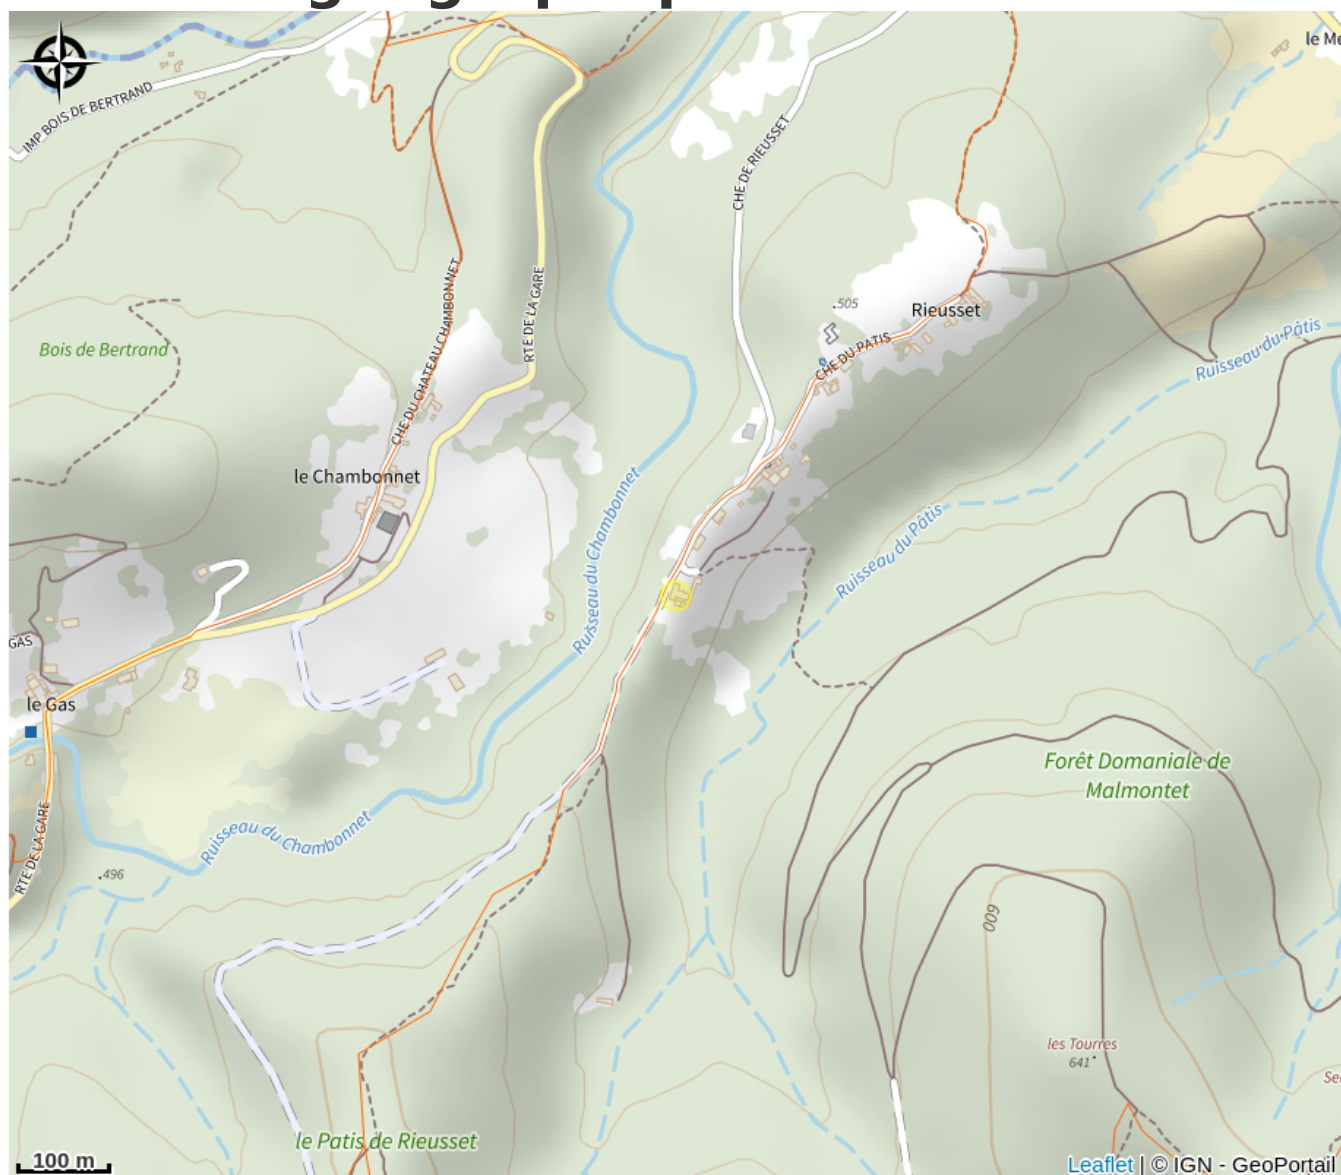 le Me
IMP BOIS DE BERTRAND
CHE DE RIEUSSET
RTE DE LA GARE
CHE DU CHATEAU CHAMBONNET
505
Rieusset
CHE DU PATIS
Ruisseau du Pâtis
Bois de Bertrand
le Chambonnet
Ruisseau du Chambonnet
Ruisseau du Pâtis
GAS
le Gas
Forêt Domaniale de
Malmontet
RTE DE LA GARE
Ruisseau du Chambonnet
496
600
les Tourres
641
Se
le Patis de Rieusset
100 m
Leaflet | © IGN - GeoPortail